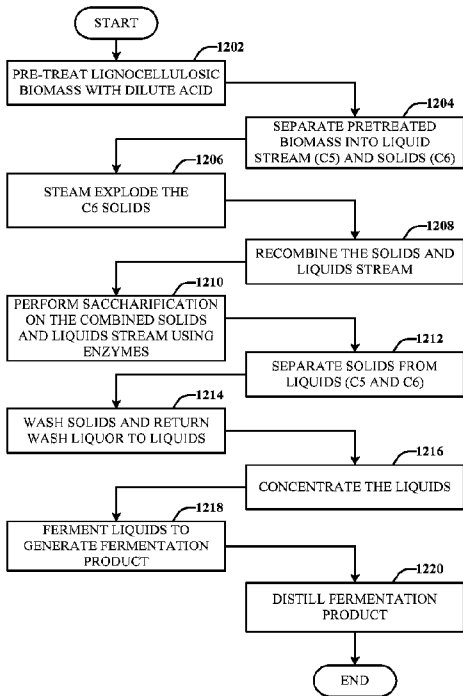 START
1202
PRE-TREAT LIGNOCELLULOSIC
BIOMASS WITH DILUTE ACID
1204
SEPARATE PRETREATED
BIOMASS INTO LIQUID
STREAM (C5) AND SOLIDS (C6)
1206
STEAM EXPLODE THE
C6 SOLIDS
1208
RECOMBINE THE SOLIDS AND
LIQUIDS STREAM
1210
PERFORM SACCHARIFICATION
ON THE COMBINED SOLIDS
AND LIQUIDS STREAM USING
ENZYMES
1212
SEPARATE SOLIDS FROM
LIQUIDS (C5 AND C6)
1214
WASH SOLIDS AND RETURN
WASH LIQUOR TO LIQUIDS
1216
CONCENTRATE THE LIQUIDS
1218
FERMENT LIQUIDS TO
GENERATE FERMENTATION
PRODUCT
1220
DISTILL FERMENTATION
PRODUCT
END